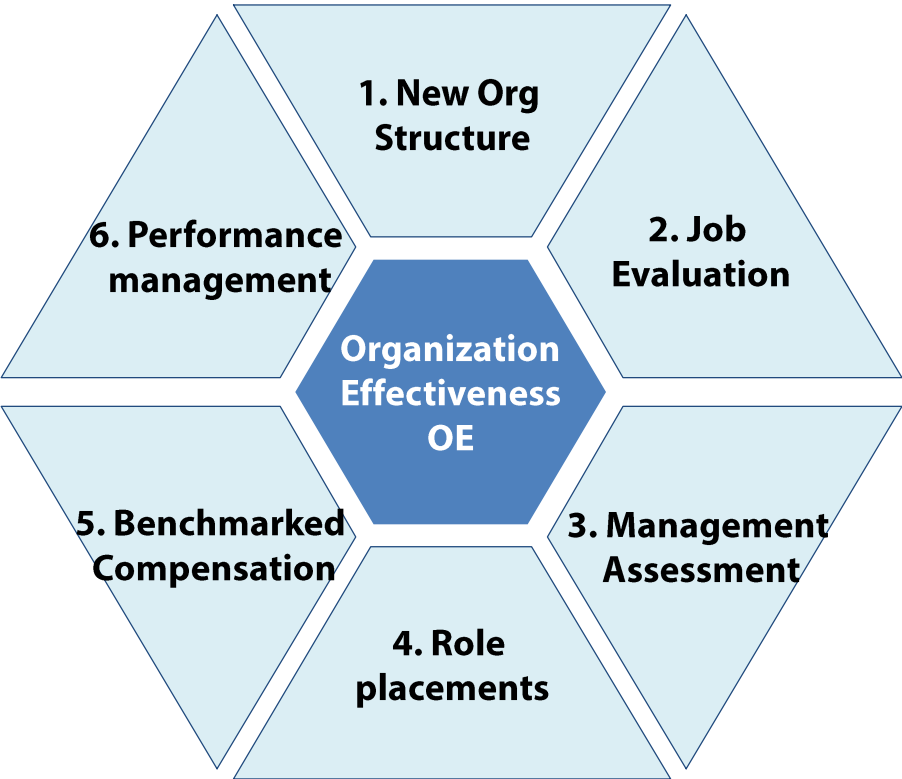 1. New Org
Structure
2. Job
Evaluation
3. Management
Assessment
4. Role
placements
5. Benchmarked
Compensation
6. Performance
management
Organization
Effectiveness
OE